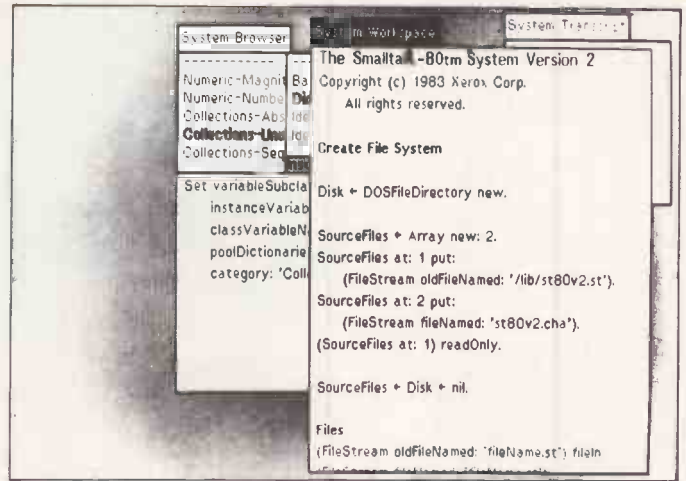 System Browser
Numeric-Magnit
Numeric-Numbe
Collections-Abs
Collections-Uno
Collections-Seq
Set variableSubcla
instanceVariab
classVariableN
poolDictionarie
category: 'Coll
System Workspace
The Smallta -80tm System Version 2
Copyright (c) 1983 Xerox Corp.
All rights reserved.
Create File System
Disk ← DOSFileDirectory new.
SourceFiles ← Array new: 2.
SourceFiles at: 1 put:
(FileStream oldFileNamed: '/lib/st80v2.st').
SourceFiles at: 2 put:
(FileStream fileNamed: 'st80v2.cha').
(SourceFiles at: 1) readOnly.
SourceFiles ← Disk ← nil.
Files
(FileStream oldFileNamed: 'fileName.st') fileIn
System Transcript